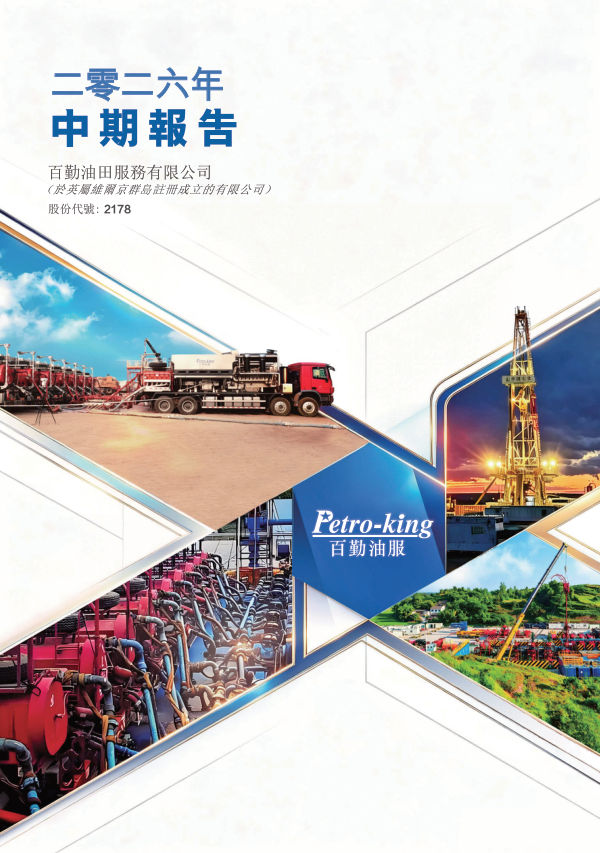 二零二六年
中期報告
百勤油田服務有限公司
（於英屬維爾京群島註冊成立的有限公司）
股份代號：2178
Petro-king
Petro-king
百勤油服